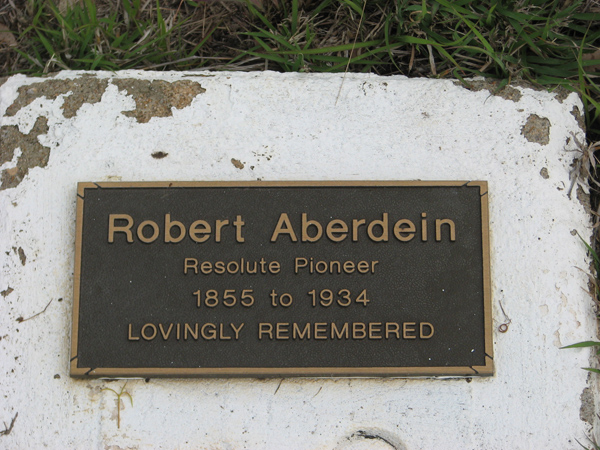 Robert Aberdein
Resolute Pioneer
1855 to 1934
LOVINGLY REMEMBERED